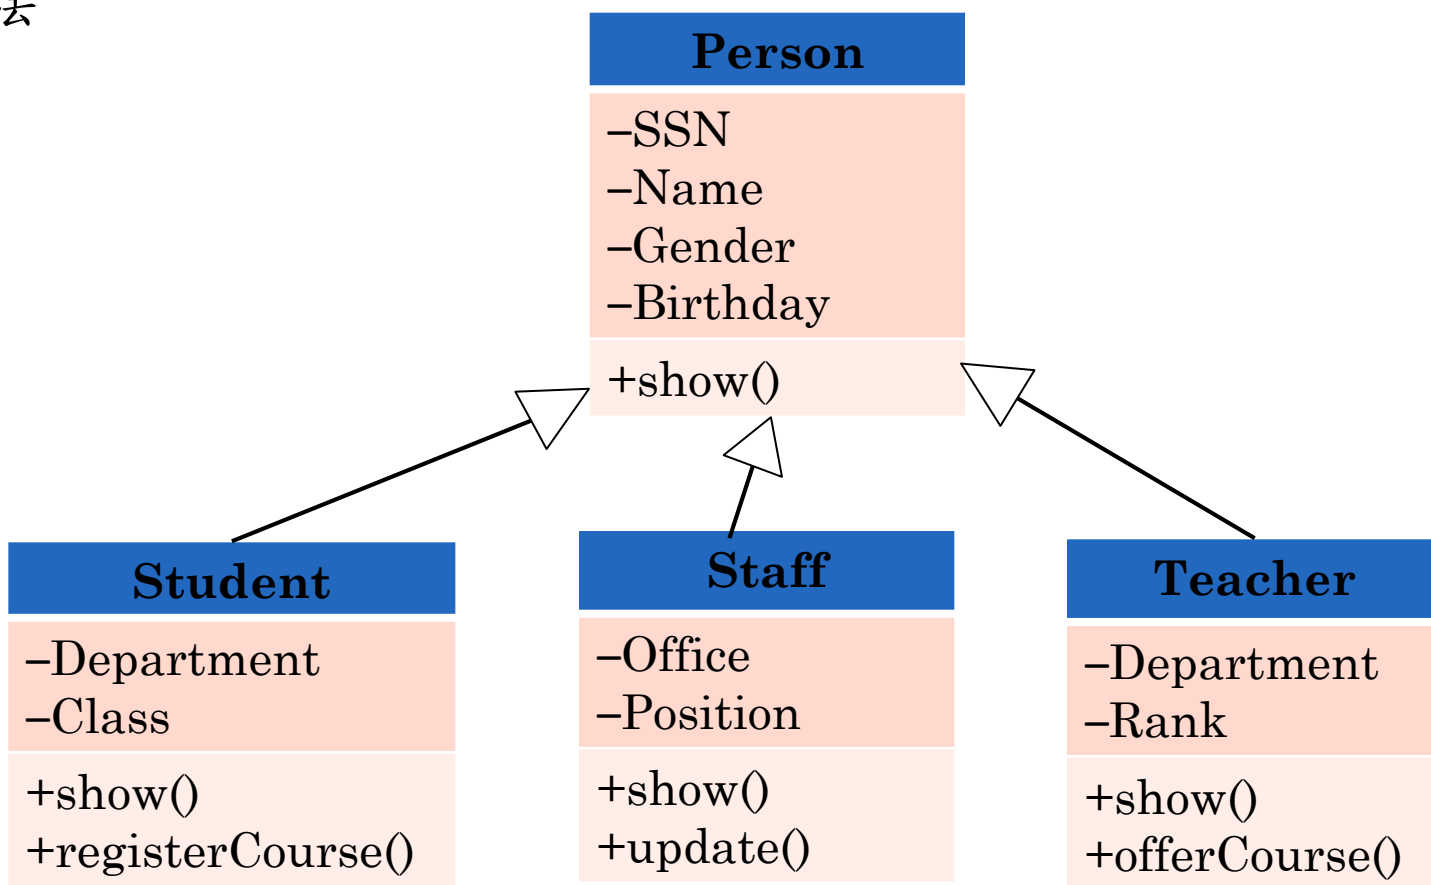 法
Person
–SSN
–Name
–Gender
–Birthday
+show()
Student
–Department
–Class
+show()
+registerCourse()
Staff
–Office
–Position
+show()
+update()
Teacher
–Department
–Rank
+show()
+offerCourse()